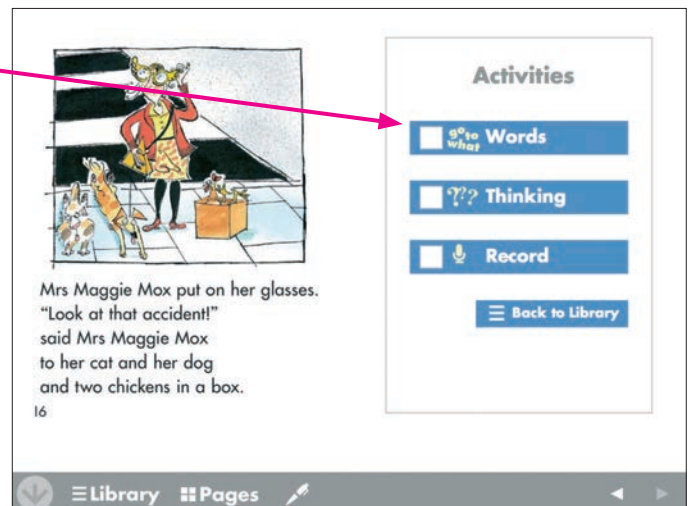 Mrs Maggie Mox put on her glasses.
“Look at that accident!”
said Mrs Maggie Mox
to her cat and her dog
and two chickens in a box.
16
Activities
go to what Words
??? Thinking
Record
Back to Library
Library Pages